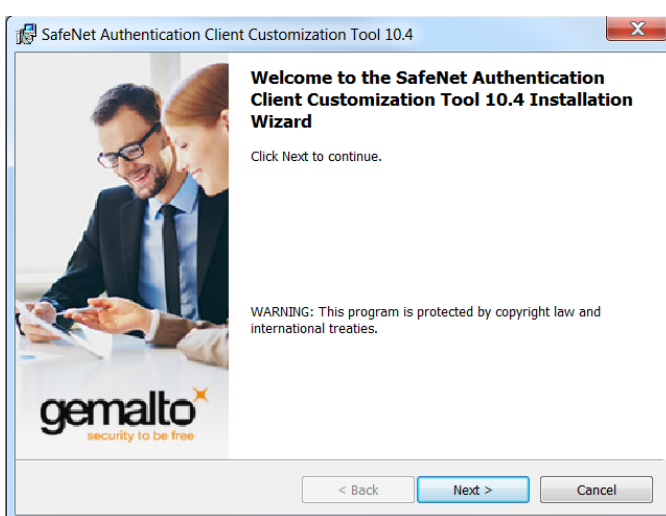 SafeNet Authentication Client Customization Tool 10.4
Welcome to the SafeNet Authentication
Client Customization Tool 10.4 Installation
Wizard
Click Next to continue.
WARNING: This program is protected by copyright law and
international treaties.
gemalto
security to be free
< Back
Next >
Cancel